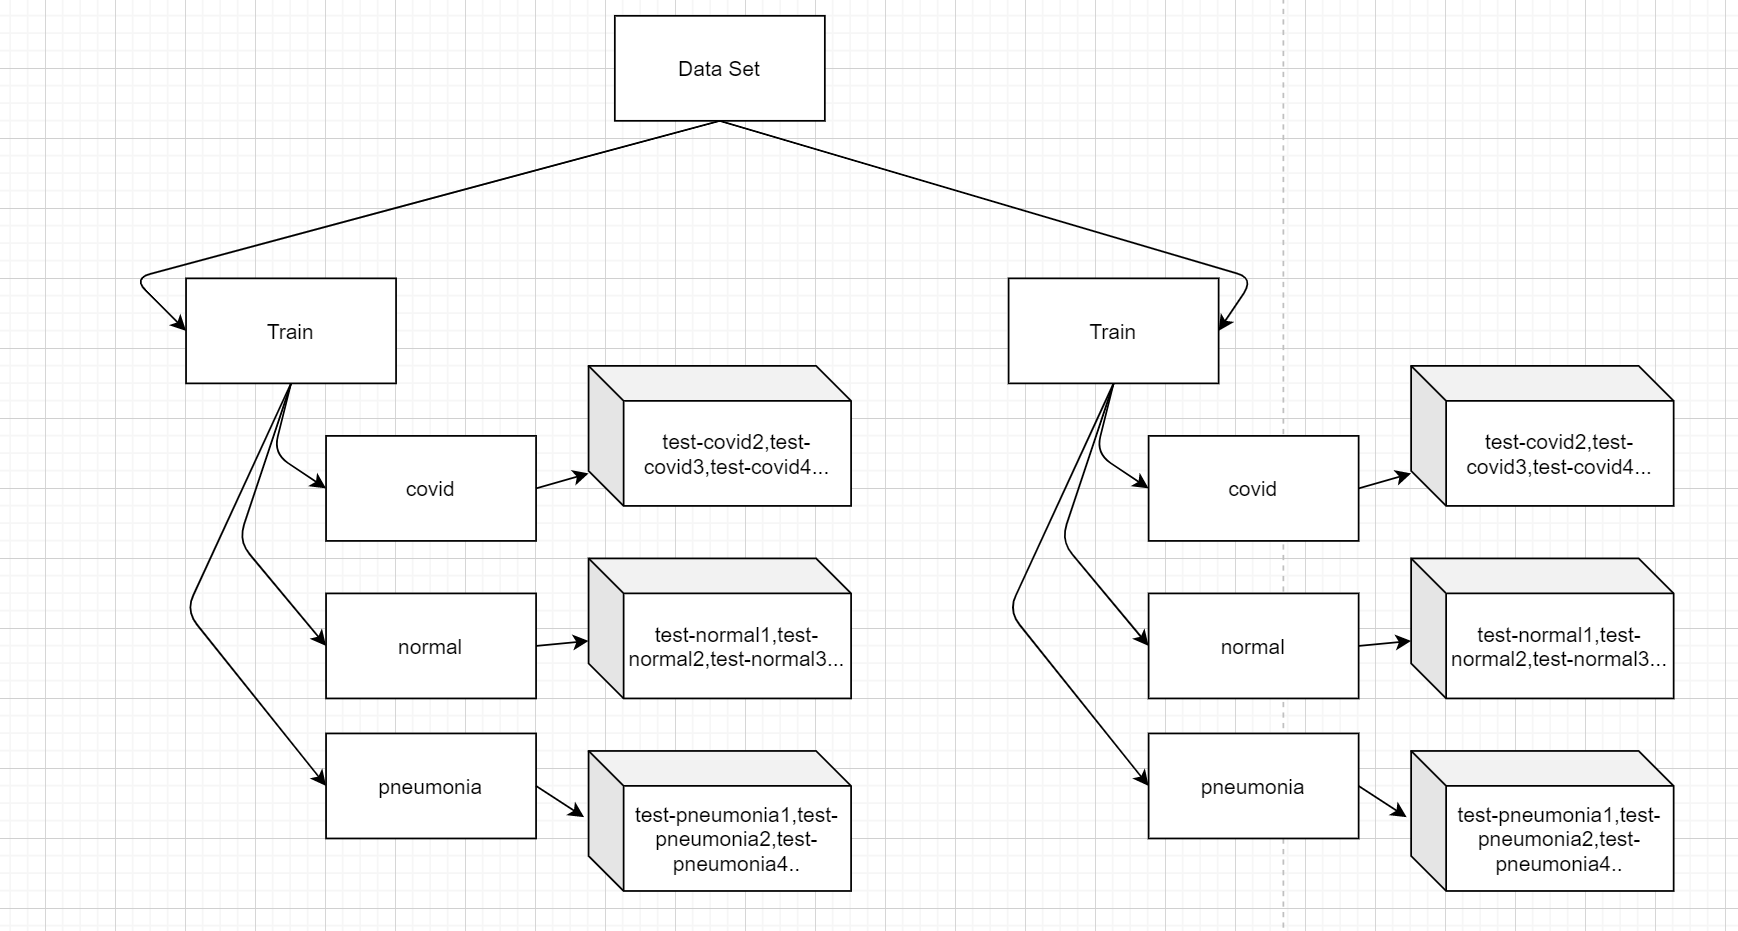 Data Set
Train
Train
covid
test-covid2,test-
covid3,test-covid4...
normal
test-normal1,test-
normal2,test-normal3...
pneumonia
test-pneumonia1,test-
pneumonia2,test-
pneumonia4..
covid
test-covid2,test-
covid3,test-covid4...
normal
test-normal1,test-
normal2,test-normal3...
pneumonia
test-pneumonia1,test-
pneumonia2,test-
pneumonia4..